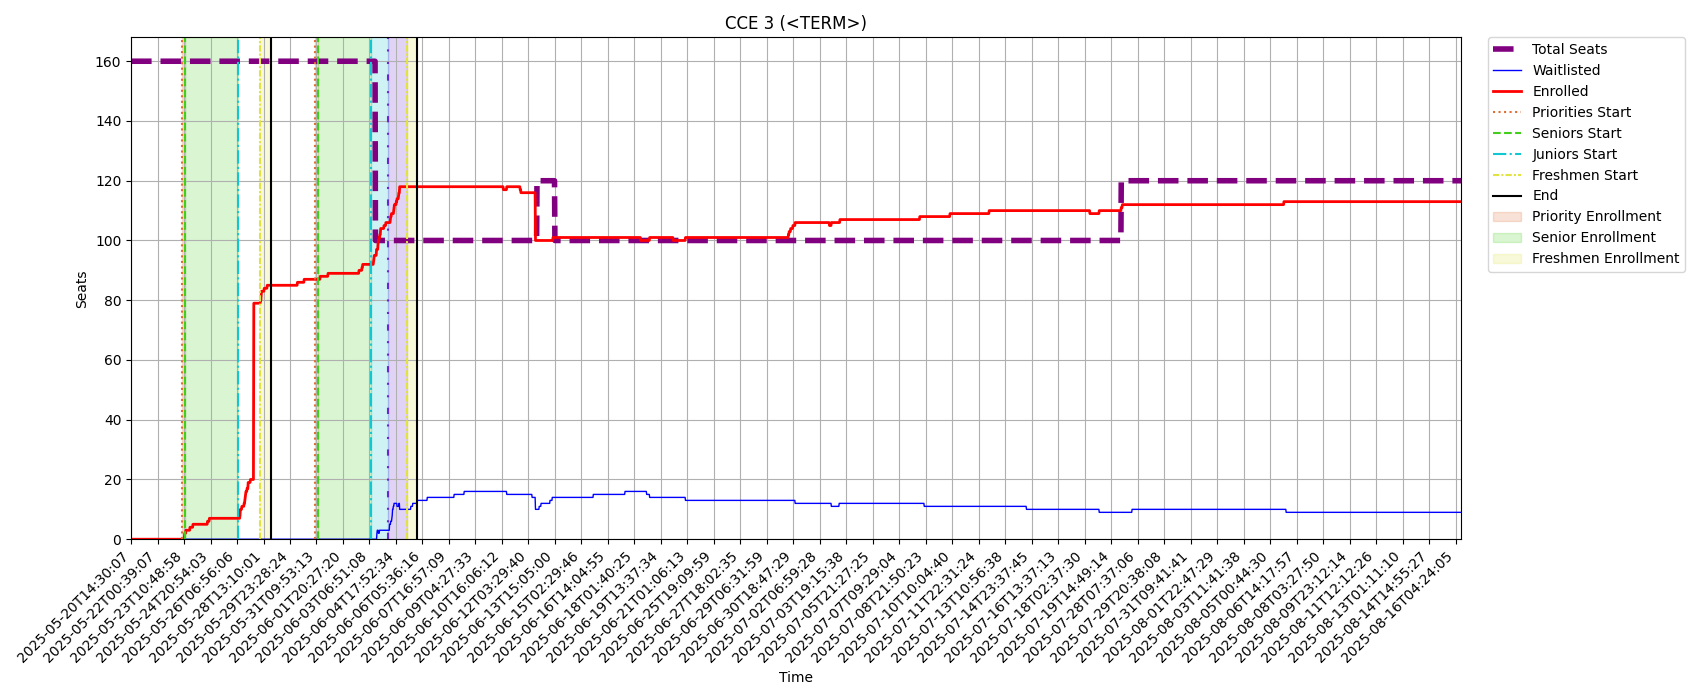 CCE 3 (<TERM>)
Total Seats
Waitlisted
Enrolled
Priorities Start
Seniors Start
Juniors Start
Freshmen Start
End
Priority Enrollment
Senior Enrollment
Freshmen Enrollment
Seats
160
140
120
100
80
60
40
20
0
2025-05-20T14:30:07
2025-05-22T00:39:07
2025-05-23T10:48:58
2025-05-24T20:54:03
2025-05-26T06:56:06
2025-05-28T13:10:01
2025-05-29T23:28:24
2025-05-31T09:53:13
2025-06-01T20:27:20
2025-06-03T06:51:08
2025-06-04T17:52:34
2025-06-06T05:36:16
2025-06-07T16:57:09
2025-06-09T04:27:33
2025-06-10T16:06:12
2025-06-12T03:29:40
2025-06-13T15:05:00
2025-06-15T02:29:46
2025-06-16T14:04:55
2025-06-18T01:40:25
2025-06-19T13:37:34
2025-06-21T01:06:13
2025-06-25T19:09:59
2025-06-27T18:02:35
2025-06-29T06:31:59
2025-06-30T18:47:29
2025-07-02T06:59:28
2025-07-03T19:15:38
2025-07-05T21:27:25
2025-07-07T09:29:04
2025-07-08T21:50:23
2025-07-10T10:04:40
2025-07-11T22:31:24
2025-07-13T10:56:38
2025-07-14T23:37:45
2025-07-16T13:37:13
2025-07-18T02:37:30
2025-07-19T14:49:14
2025-07-28T07:37:06
2025-07-29T20:38:08
2025-07-31T09:41:41
2025-08-01T22:47:29
2025-08-03T11:41:38
2025-08-05T00:44:30
2025-08-06T14:17:57
2025-08-08T03:27:50
2025-08-09T23:12:14
2025-08-11T12:12:26
2025-08-13T01:11:10
2025-08-14T14:55:27
2025-08-16T04:24:05
Time